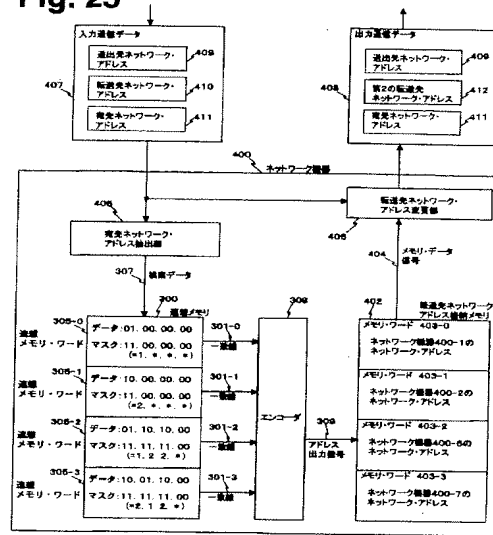 Fig. 25
入力通信データ
送出元ネットワーク・
アドレス
409
転送先ネットワーク・
アドレス
410
宛先ネットワーク・
アドレス
411
407
出力通信データ
送出元ネットワーク・
アドレス
409
第2の転送先
ネットワーク・アドレス
412
宛先ネットワーク・
アドレス
411
408
400
ネットワーク機器
宛先ネットワーク・
アドレス抽出部
転送先ネットワーク・
アドレス変更部
406
307
検索データ
404
メモリ・データ
信号
300
連想メモリ
305-0
連想
メモリ・ワード
データ:01.00.00.00
マスク:11.00.00.00
(=1.*.*.*)
301-0
一致線
305-1
連想
メモリ・ワード
データ:10.00.00.00
マスク:11.00.00.00
(=2.*.*.*)
301-1
一致線
305-2
連想
メモリ・ワード
データ:01.10.10.00
マスク:11.11.11.00
(=1.2.2.*)
301-2
一致線
305-3
連想
メモリ・ワード
データ:10.01.10.00
マスク:11.11.11.00
(=2.1.2.*)
301-3
一致線
308
エンコーダ
309
アドレス
出力信号
402
転送先ネットワーク
アドレス格納メモリ
メモリ・ワード 403-0
ネットワーク機器400-1の
ネットワーク・アドレス
メモリ・ワード 403-1
ネットワーク機器400-2の
ネットワーク・アドレス
メモリ・ワード 403-2
ネットワーク機器400-6の
ネットワーク・アドレス
メモリ・ワード 403-3
ネットワーク機器400-7の
ネットワーク・アドレス